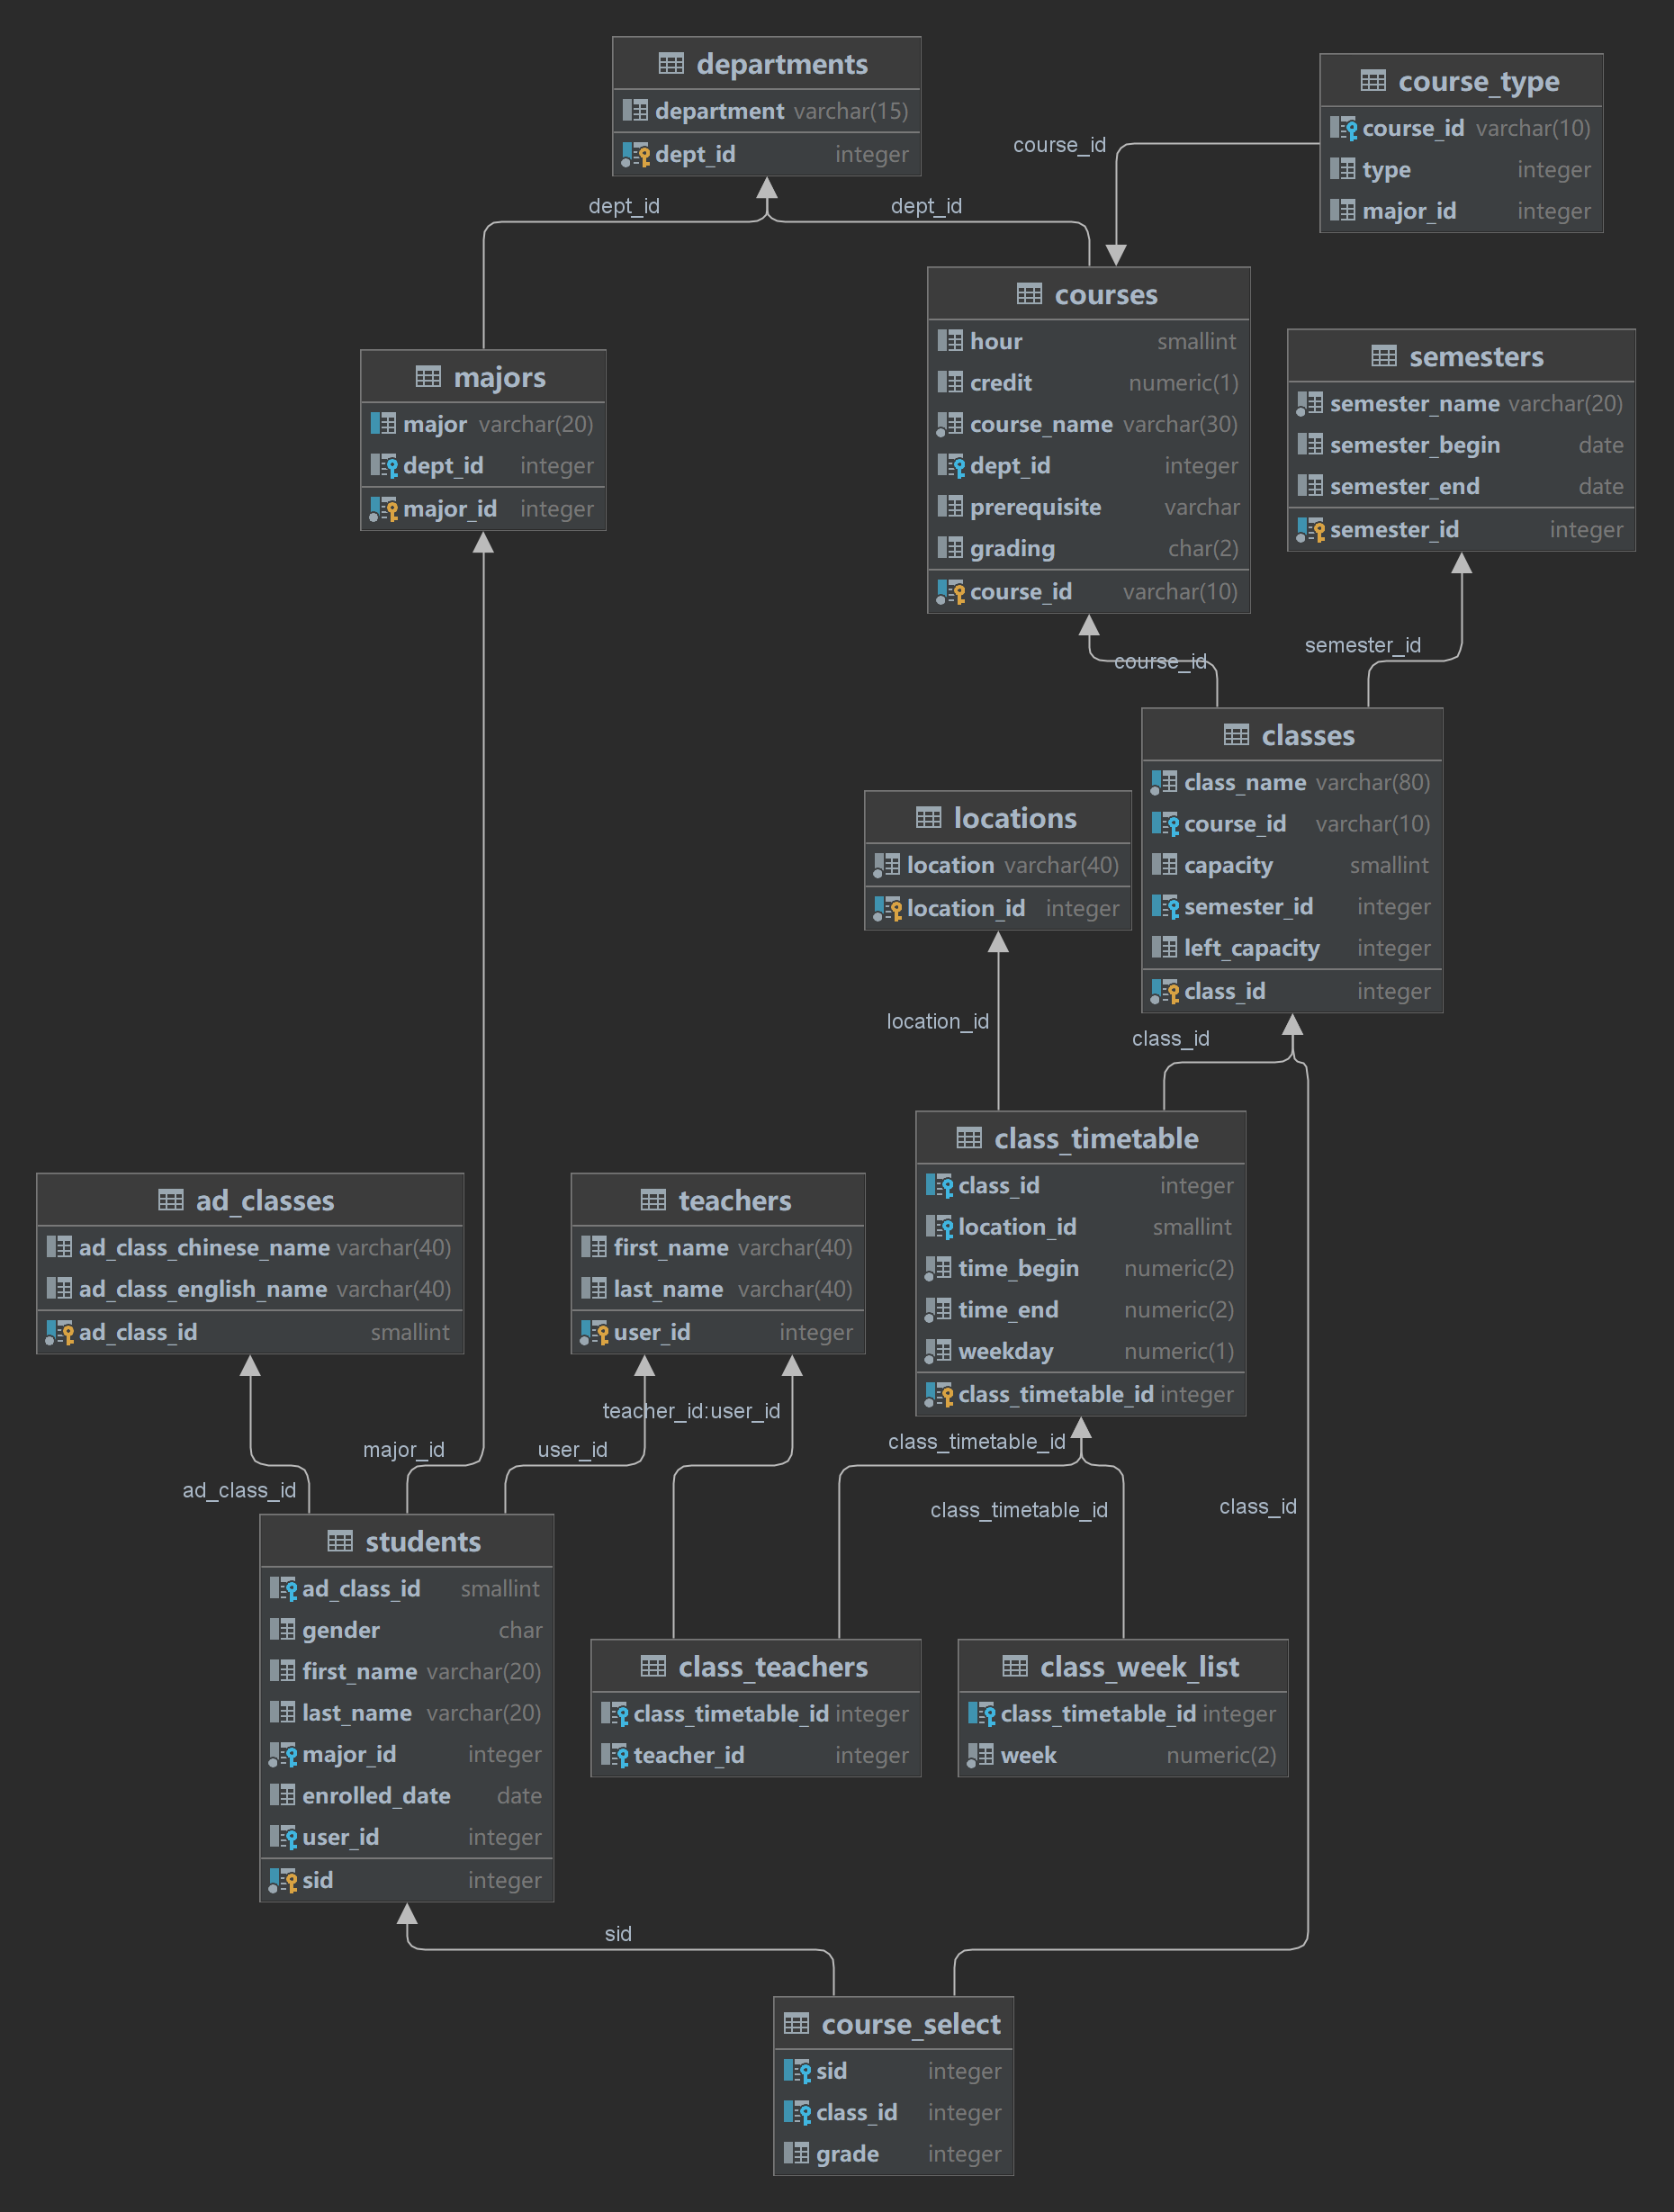 departments
department varchar(15)
dept_id integer
course_type
course_id varchar(10)
type integer
major_id integer
course_id
dept_id
dept_id
courses
hour smallint
credit numeric(1)
course_name varchar(30)
dept_id integer
prerequisite varchar
grading char(2)
course_id varchar(10)
semesters
semester_name varchar(20)
semester_begin date
semester_end date
semester_id integer
majors
major varchar(20)
dept_id integer
major_id integer
course_id
semester_id
classes
class_name varchar(80)
course_id varchar(10)
capacity smallint
semester_id integer
left_capacity integer
class_id integer
locations
location varchar(40)
location_id integer
location_id
class_id
class_timetable
class_id integer
location_id smallint
time_begin numeric(2)
time_end numeric(2)
weekday numeric(1)
class_timetable_id integer
ad_classes
ad_class_chinese_name varchar(40)
ad_class_english_name varchar(40)
ad_class_id smallint
teachers
first_name varchar(40)
last_name varchar(40)
user_id integer
teacher_id:user_id
class_timetable_id
major_id
user_id
ad_class_id
class_timetable_id
class_id
students
ad_class_id smallint
gender char
first_name varchar(20)
last_name varchar(20)
major_id integer
enrolled_date date
user_id integer
sid integer
class_teachers
class_timetable_id integer
teacher_id integer
class_week_list
class_timetable_id integer
week numeric(2)
sid
course_select
sid integer
class_id integer
grade integer